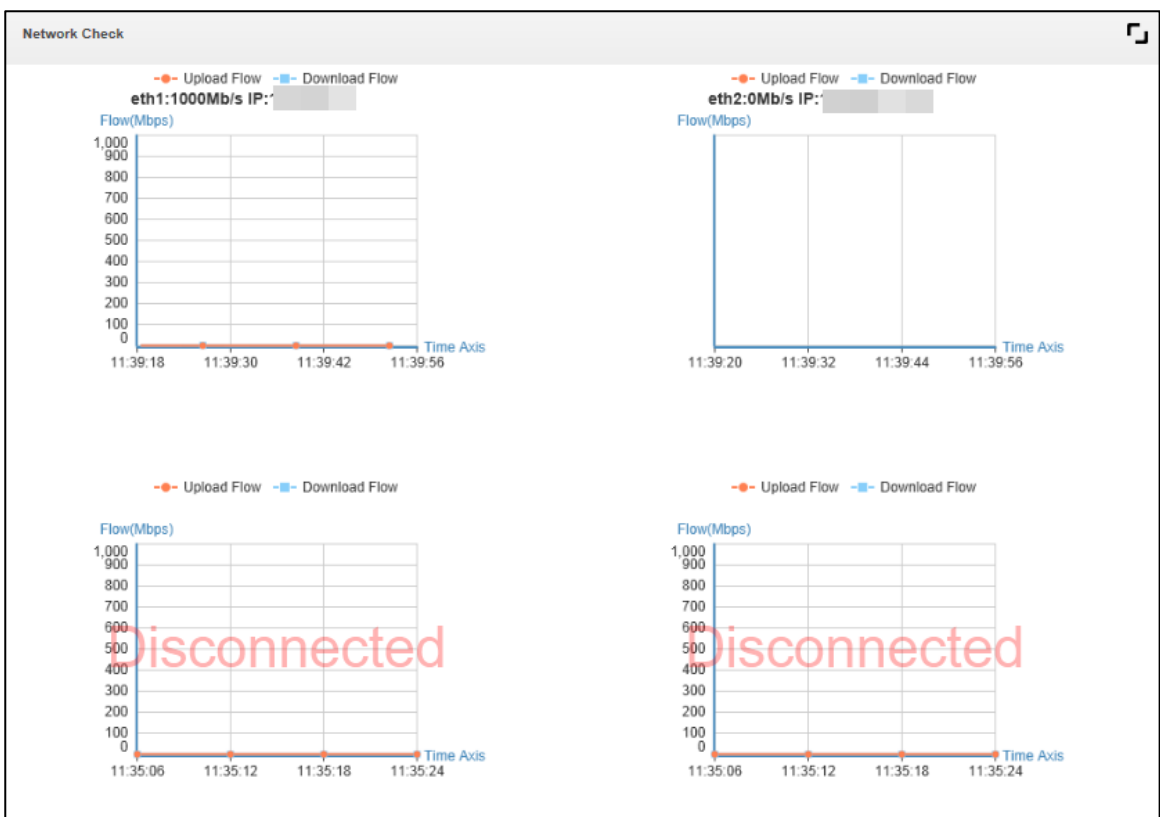 Network Check
Upload Flow Download Flow
eth1:1000Mb/s IP:
Flow(Mbps)
1,000
900
800
700
600
500
400
300
200
100
0
Time Axis
11:39:18 11:39:30 11:39:42 11:39:56
Upload Flow Download Flow
eth2:0Mb/s IP:
Flow(Mbps)
Time Axis
11:39:20 11:39:32 11:39:44 11:39:56
Upload Flow Download Flow
Flow(Mbps)
1,000
900
800
700
600
500
400
300
200
100
0
Disconnected
Time Axis
11:35:06 11:35:12 11:35:18 11:35:24
Upload Flow Download Flow
Flow(Mbps)
1,000
900
800
700
600
500
400
300
200
100
0
Disconnected
Time Axis
11:35:06 11:35:12 11:35:18 11:35:24